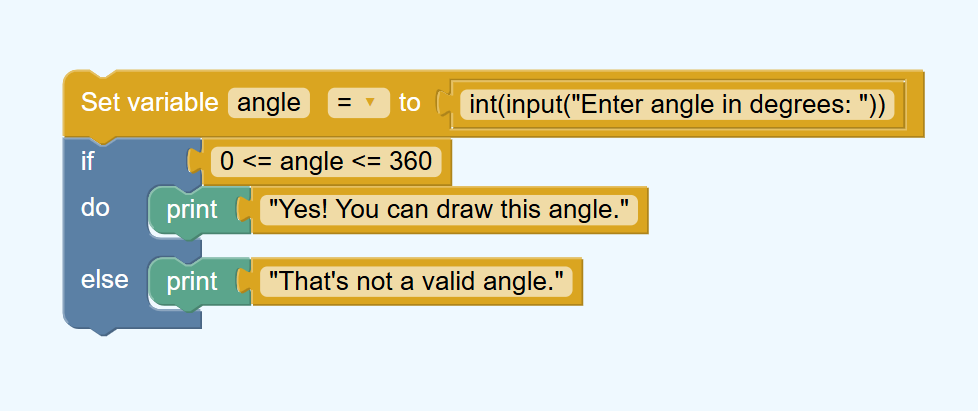 Set variable angle = ▾ to int(input("Enter angle in degrees: "))
if 0 <= angle <= 360
do print "Yes! You can draw this angle."
else print "That's not a valid angle."